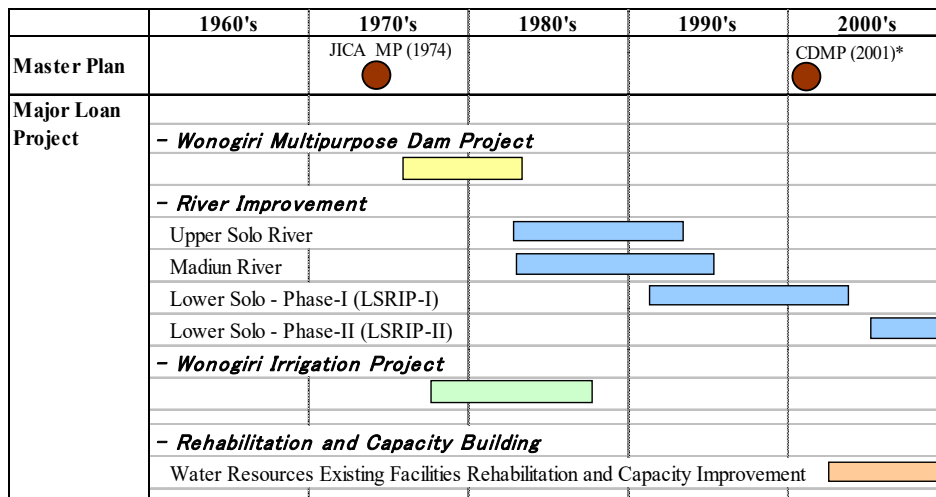 1960's 1970's 1980's 1990's 2000's
JICA MP (1974) CDMP (2001)*
Master Plan
Major Loan
Project
- Wonogiri Multipurpose Dam Project
- River Improvement
Upper Solo River
Madiun River
Lower Solo - Phase-I (LSRIP-I)
Lower Solo - Phase-II (LSRIP-II)
- Wonogiri Irrigation Project
- Rehabilitation and Capacity Building
Water Resources Existing Facilities Rehabilitation and Capacity Improvement